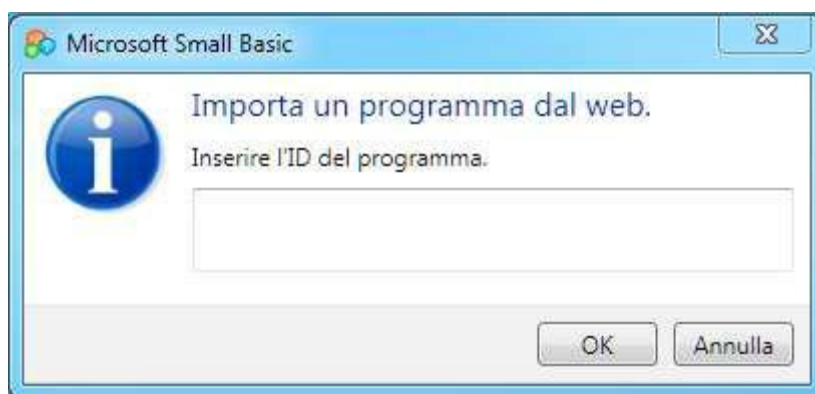 Microsoft Small Basic
Importa un programma dal web.
Inserire l'ID del programma.
OK Annulla